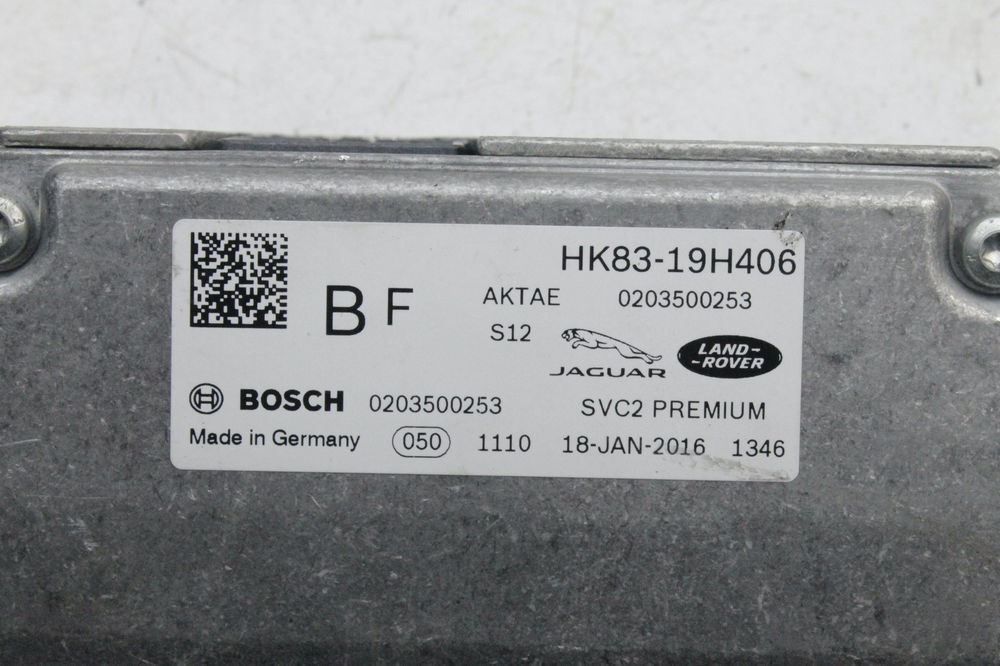 HK83-19H406
B F
AKTAE 0203500253
S12
JAGUAR
LAND-
-ROVER
BOSCH 0203500253 SVC2 PREMIUM
Made in Germany 050 1110 18-JAN-2016 1346